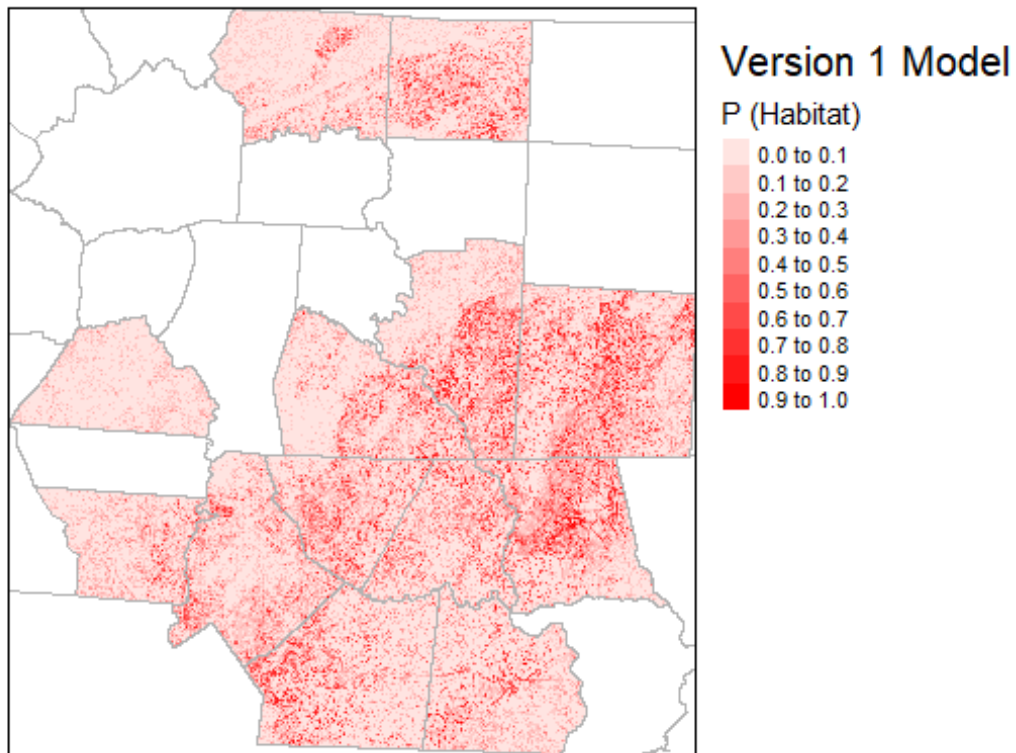 Version 1 Model
P (Habitat)
0.0 to 0.1
0.1 to 0.2
0.2 to 0.3
0.3 to 0.4
0.4 to 0.5
0.5 to 0.6
0.6 to 0.7
0.7 to 0.8
0.8 to 0.9
0.9 to 1.0